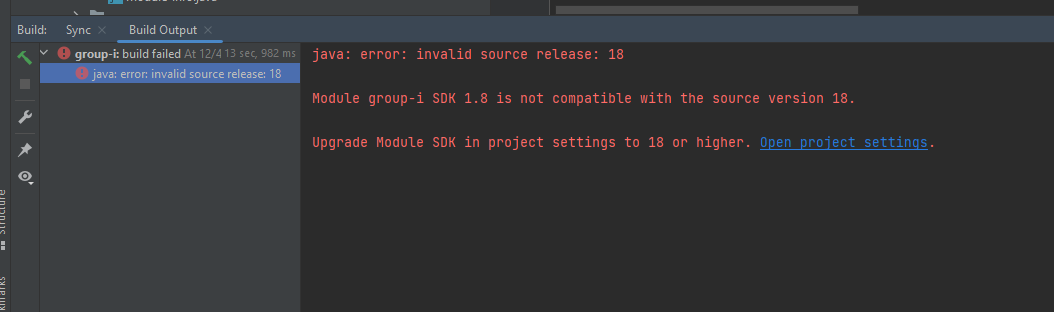 Build:
Sync
Build Output
group-i: build failed At 12/4 13 sec, 982 ms
java: error: invalid source release: 18
java: error: invalid source release: 18
Module group-i SDK 1.8 is not compatible with the source version 18.
Upgrade Module SDK in project settings to 18 or higher. Open project settings.
Structure